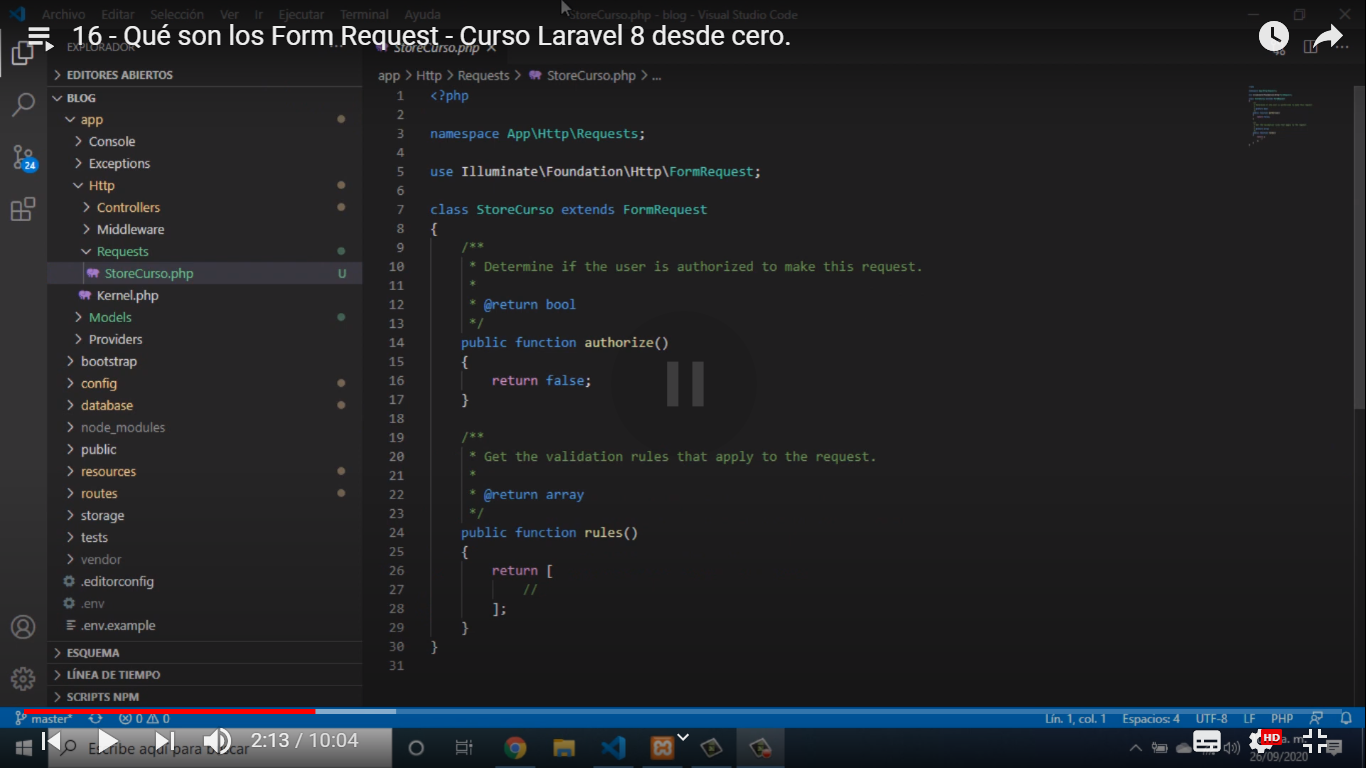 Archivo Editar Selección Ver Ir Ejecutar Terminal Ayuda StoreCurso.php - blog - Visual Studio Code
16 - Qué son los Form Request - Curso Laravel 8 desde cero.
EXPLORADOR
StoreCurso.php
EDITORES ABIERTOS
app > Http > Requests > StoreCurso.php > ...
BLOG
app
Console
Exceptions
Http
Controllers
Middleware
Requests
StoreCurso.php U
Kernel.php
Models
Providers
bootstrap
config
database
node_modules
public
resources
routes
storage
tests
vendor
.editorconfig
.env
.env.example
ESQUEMA
LÍNEA DE TIEMPO
SCRIPTS NPM
24
1 <?php
2
3 namespace App\Http\Requests;
4
5 use Illuminate\Foundation\Http\FormRequest;
6
7 class StoreCurso extends FormRequest
8 {
9 /**
10 * Determine if the user is authorized to make this request.
11 *
12 * @return bool
13 */
14 public function authorize()
15 {
16 return false;
17 }
18
19 /**
20 * Get the validation rules that apply to the request.
21 *
22 * @return array
23 */
24 public function rules()
25 {
26 return [
27 //
28 ];
29 }
30 }
31
master* 0 0 Lín. 1, col. 1 Espacios: 4 UTF-8 LF PHP
Escribe aquí para buscar
2:13 / 10:04
HD
26/09/2020